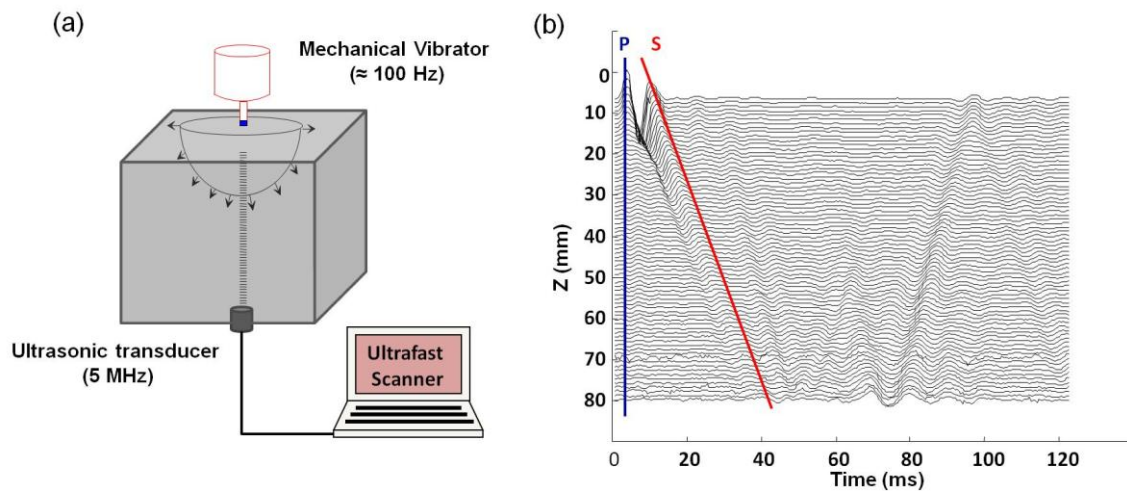 (a)
Mechanical Vibrator
(≈ 100 Hz)
Ultrasonic transducer
(5 MHz)
Ultrafast
Scanner
(b)
P
S
0
10
20
30
40
50
60
70
80
Z (mm)
0
20
40
60
80
100
120
Time (ms)